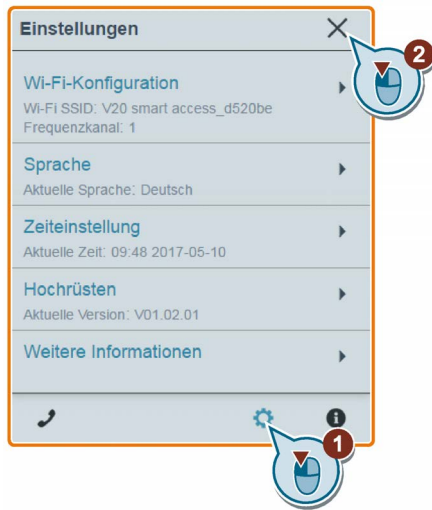 Einstellungen
2
Wi-Fi-Konfiguration
Wi-Fi SSID: V20 smart access_d520be
Frequenzkanal: 1
Sprache
Aktuelle Sprache: Deutsch
Zeiteinstellung
Aktuelle Zeit: 09:48 2017-05-10
Hochrüsten
Aktuelle Version: V01.02.01
Weitere Informationen
1